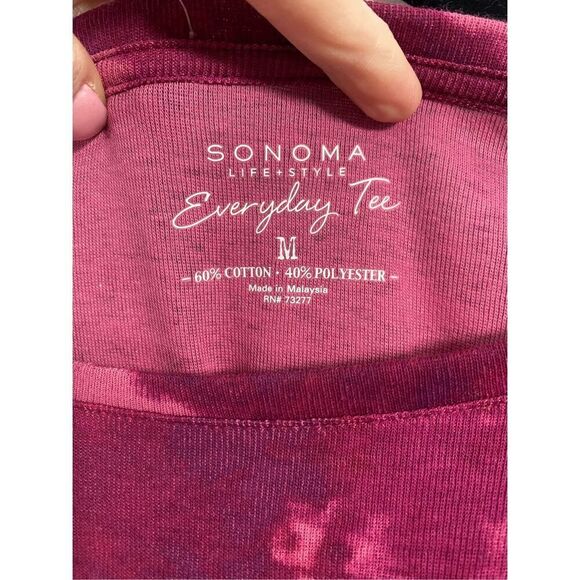 SONOMA
LIFE+STYLE
Everyday Tee
M
– 60% COTTON • 40% POLYESTER –
Made in Malaysia
RN# 73277